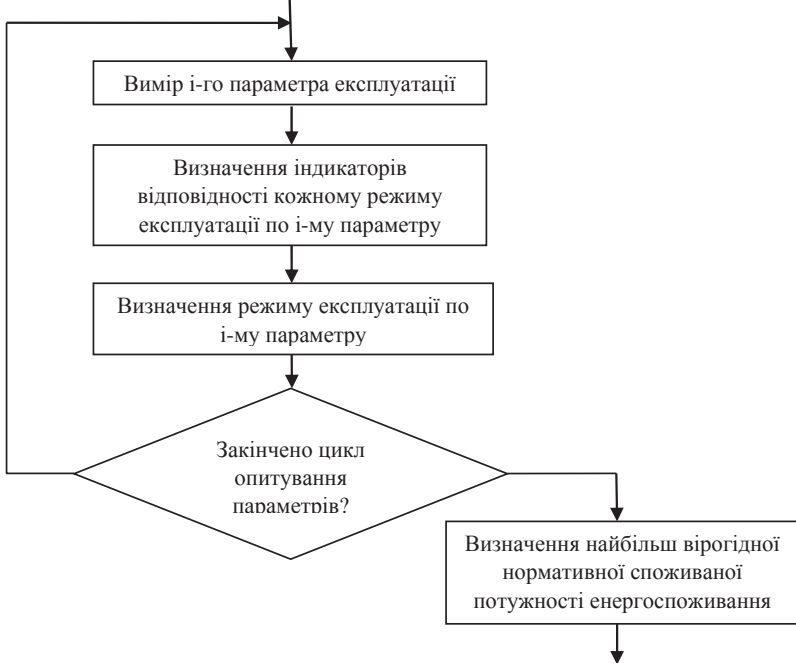 Вимір і-го параметра експлуатації
Визначення індикаторів
відповідності кожному режиму
експлуатації по і-му параметру
Визначення режиму експлуатації по
і-му параметру
Закінчено цикл
опитування
параметрів?
Визначення найбільш вірогідної
нормативної споживаної
потужності енергоспоживання